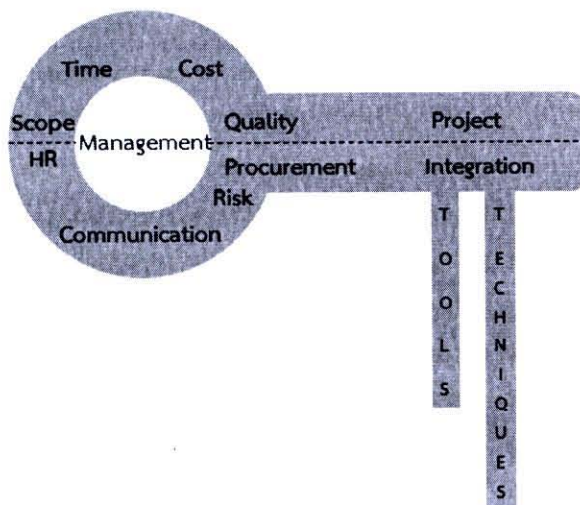 Time Cost
Scope Quality Project
Management
HR Procurement Integration
Risk
Communication
TOOLS
TECHNIQUES